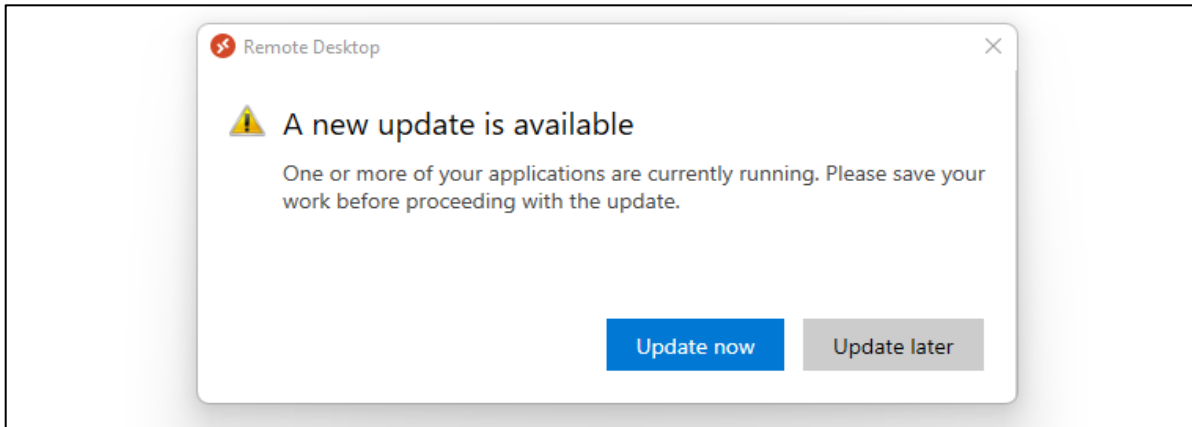 Remote Desktop
A new update is available
One or more of your applications are currently running. Please save your
work before proceeding with the update.
Update now
Update later